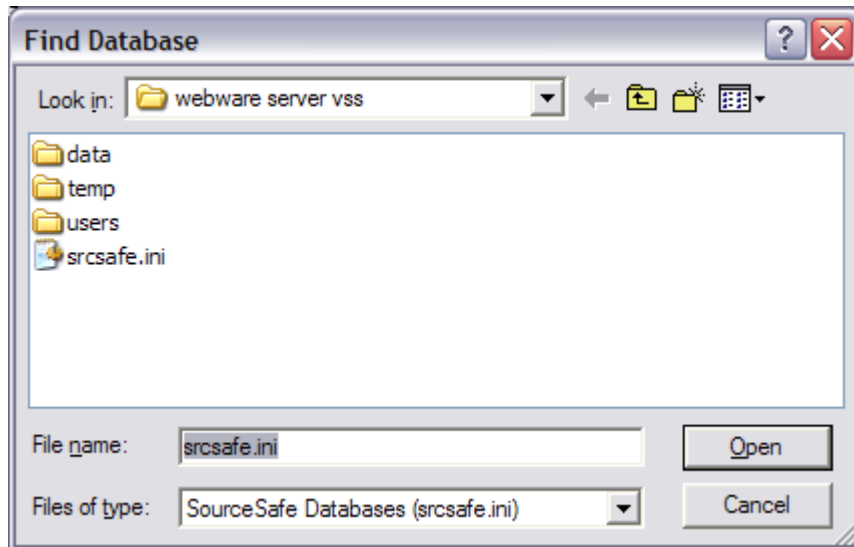 Find Database
Look in: webware server vss
data
temp
users
srcsafe.ini
File name: srcsafe.ini Open
Files of type: SourceSafe Databases (srcsafe.ini) Cancel